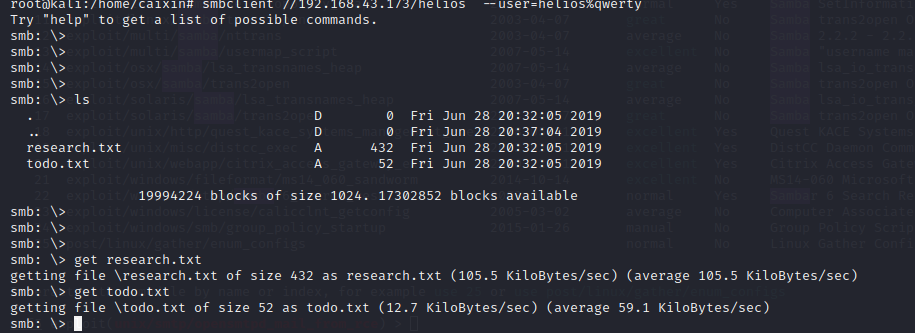 root@kali:/home/caixin# smbclient //192.168.43.173/helios --user=helios%qwerty
Try "help" to get a list of possible commands.
smb: \>
smb: \>
smb: \>
smb: \>
smb: \> ls
. D 0 Fri Jun 28 20:32:05 2019
.. D 0 Fri Jun 28 20:37:04 2019
research.txt A 432 Fri Jun 28 20:32:05 2019
todo.txt A 52 Fri Jun 28 20:32:05 2019
19994224 blocks of size 1024. 17302852 blocks available
smb: \>
smb: \>
smb: \>
smb: \> get research.txt
getting file \research.txt of size 432 as research.txt (105.5 KiloBytes/sec) (average 105.5 KiloBytes/sec)
smb: \> get todo.txt
getting file \todo.txt of size 52 as todo.txt (12.7 KiloBytes/sec) (average 59.1 KiloBytes/sec)
smb: \>